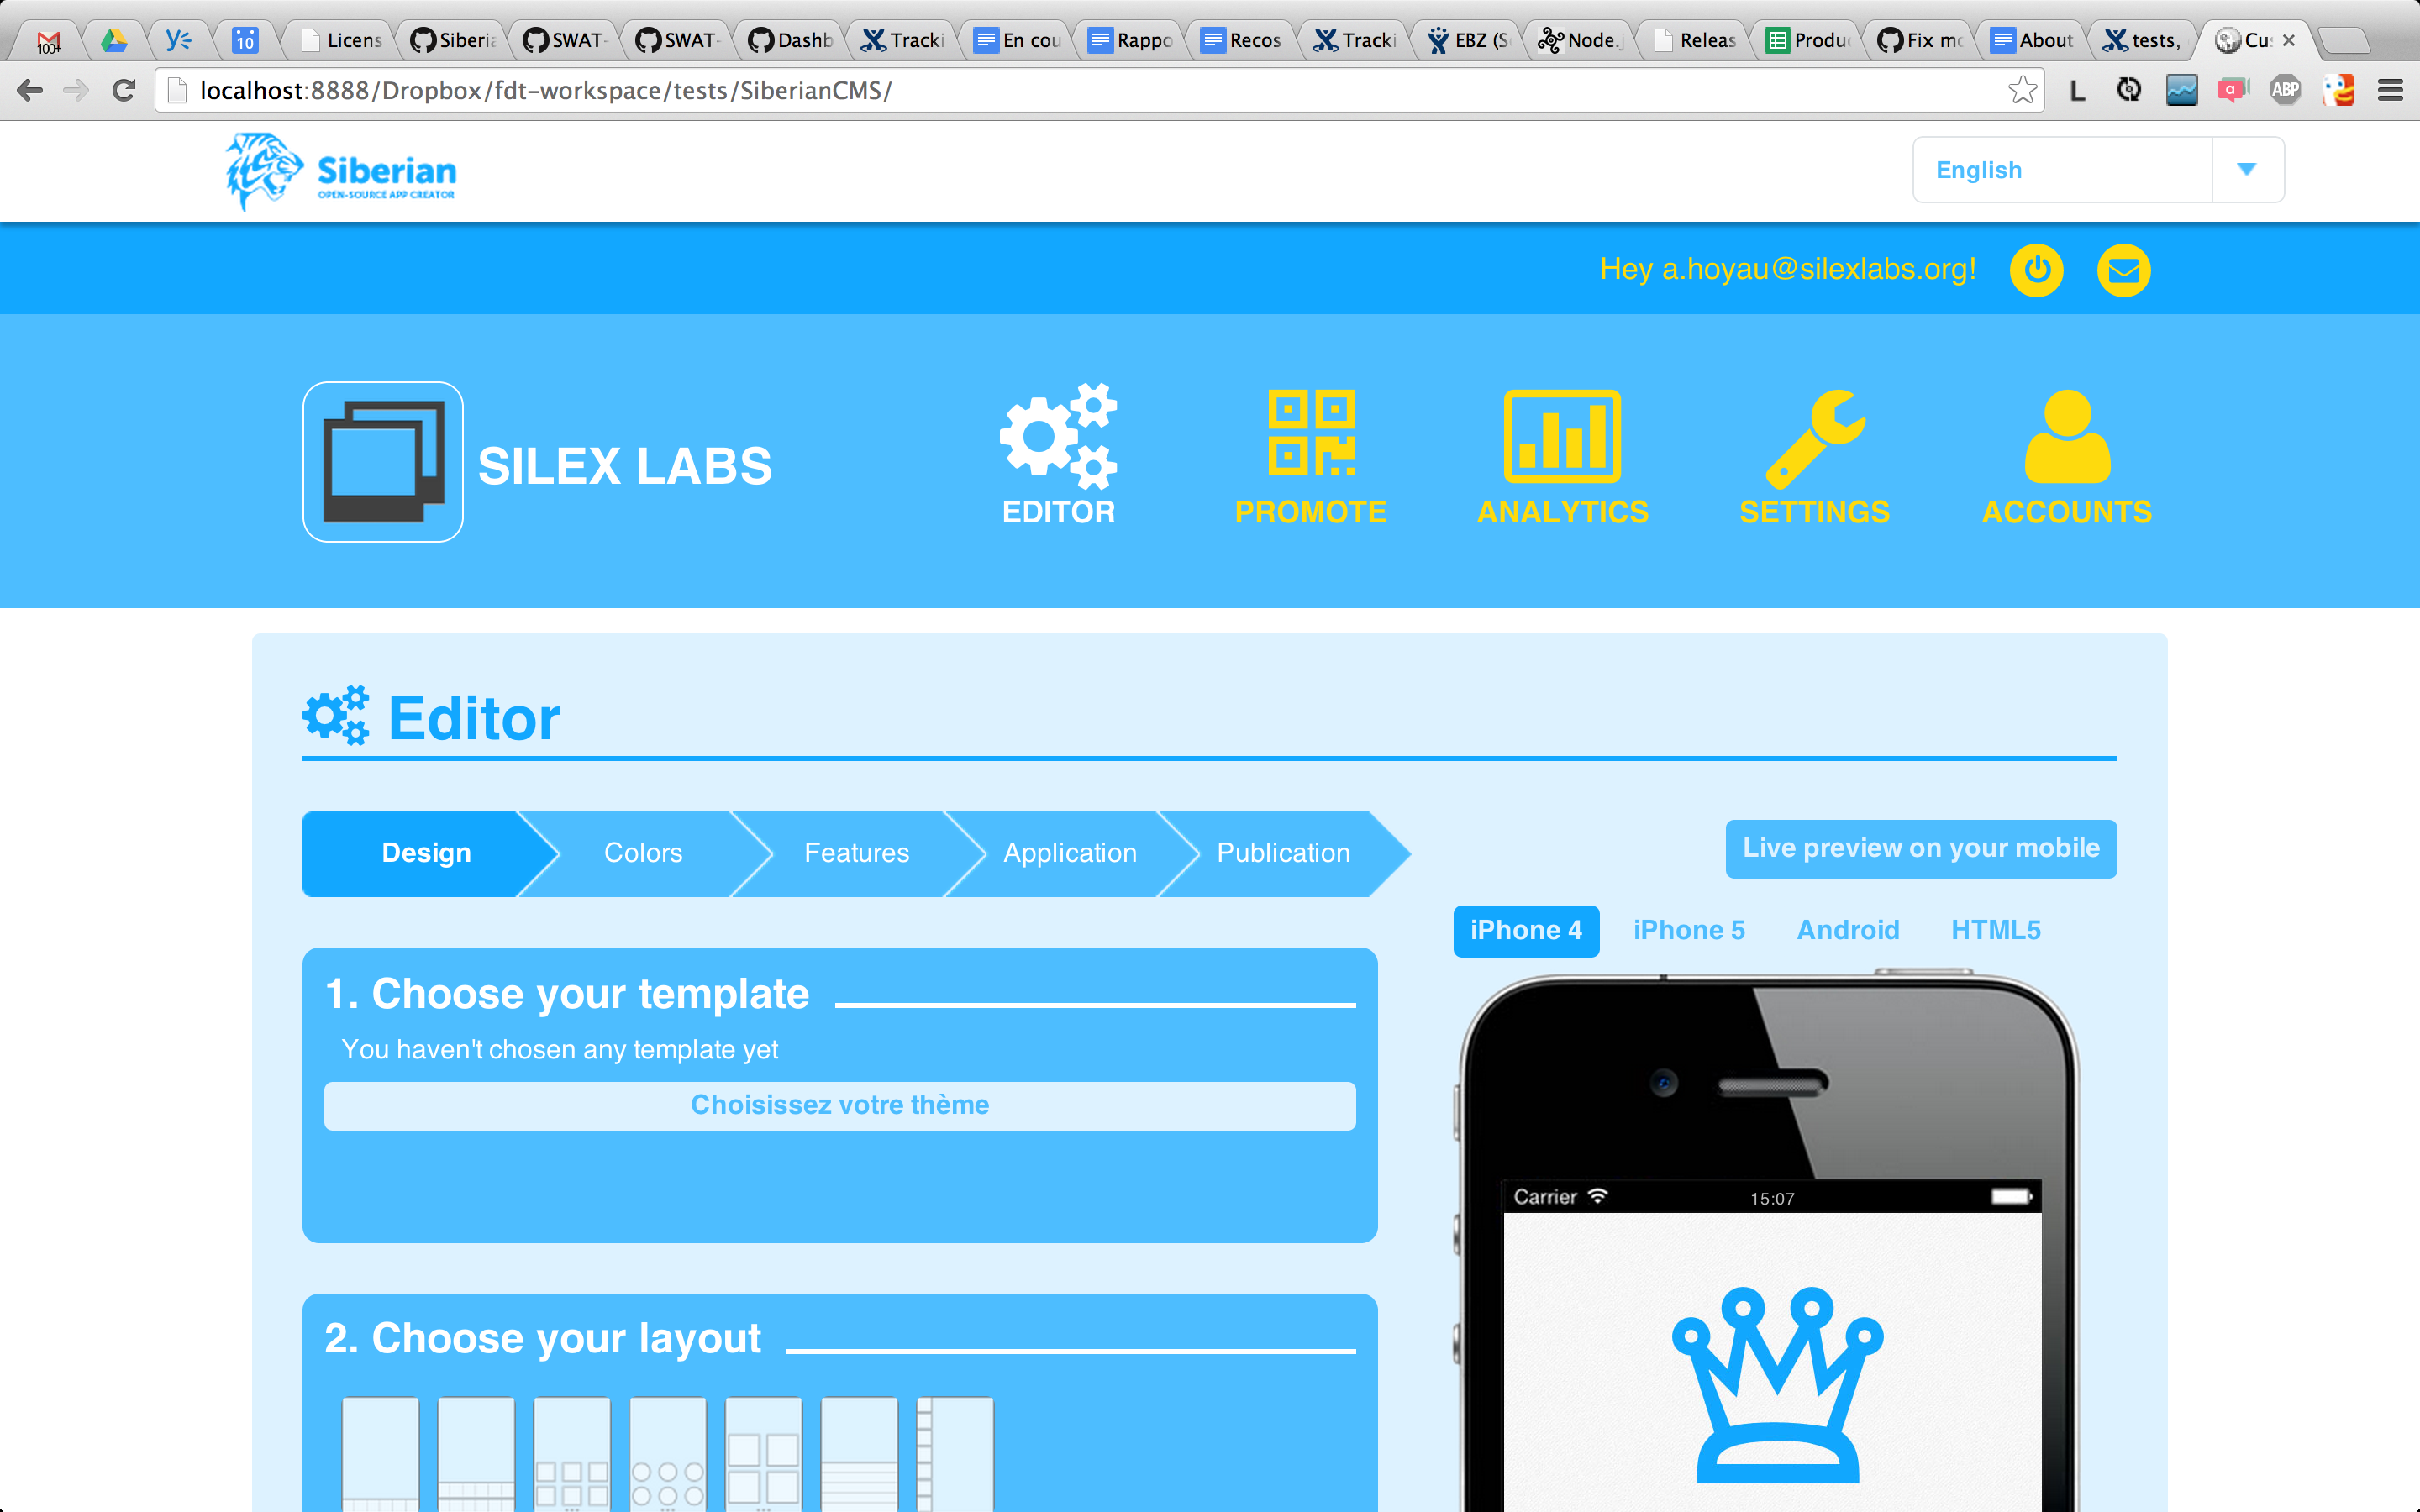 100+
10
Licens
Siberia
SWAT-
SWAT-
Dashb
Tracki
En cou
Rappo
Recos
Tracki
EBZ (S
Node.j
Releas
Produ
Fix mo
About
tests,
Cu
localhost:8888/Dropbox/fdt-workspace/tests/SiberianCMS/
L
a
ABP
Siberian
OPEN-SOURCE APP CREATOR
English
Hey a.hoyau@silexlabs.org!
SILEX LABS
EDITOR
PROMOTE
ANALYTICS
SETTINGS
ACCOUNTS
Editor
Design
Colors
Features
Application
Publication
Live preview on your mobile
iPhone 4
iPhone 5
Android
HTML5
1. Choose your template
You haven't chosen any template yet
Choisissez votre thème
Carrier
15:07
2. Choose your layout